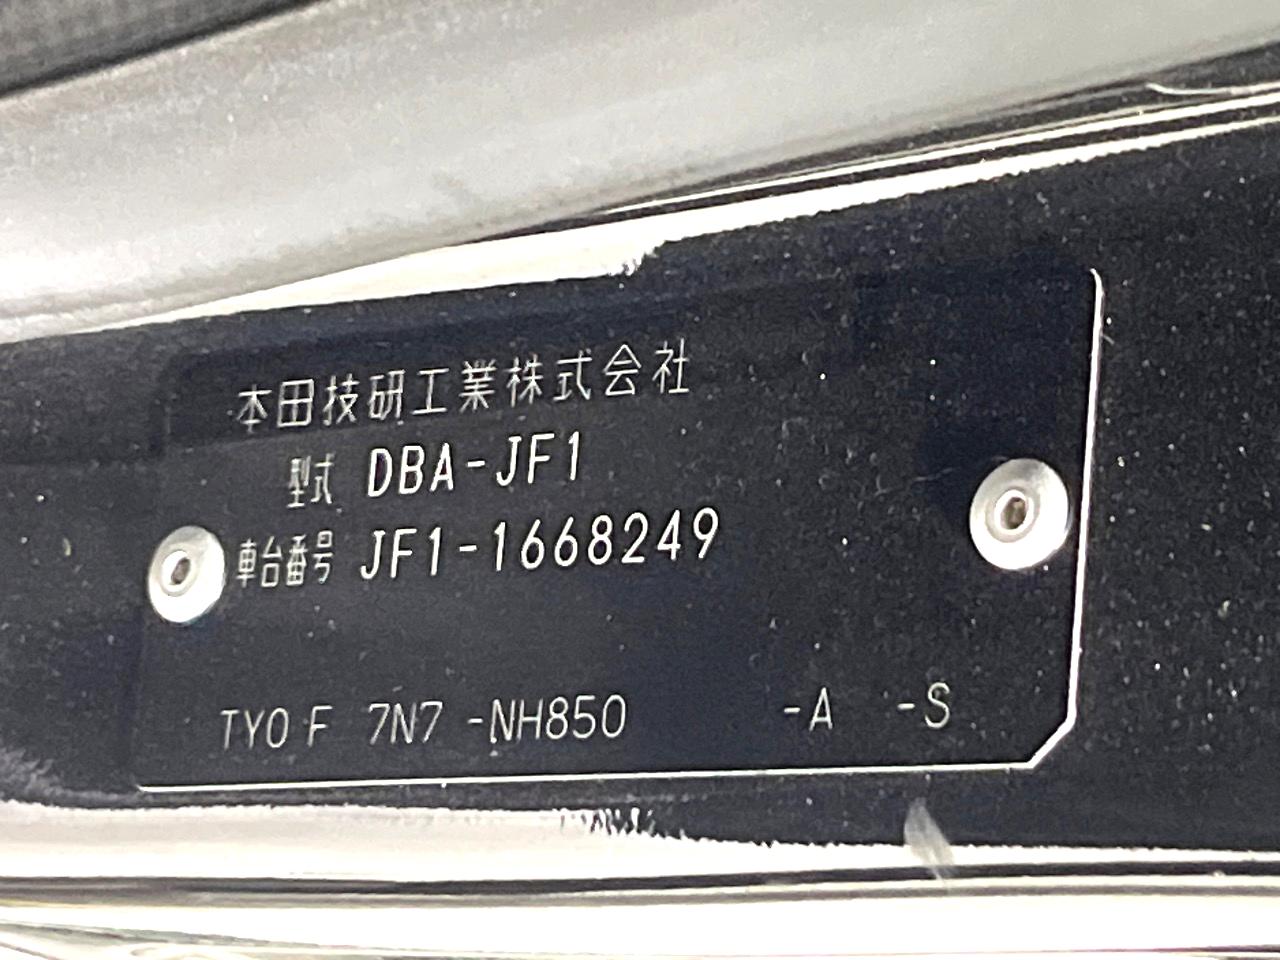 本田技研工業株式会社
型式 DBA-JF1
車台番号 JF1-1668249
TYO F 7N7 -NH850 -A -S